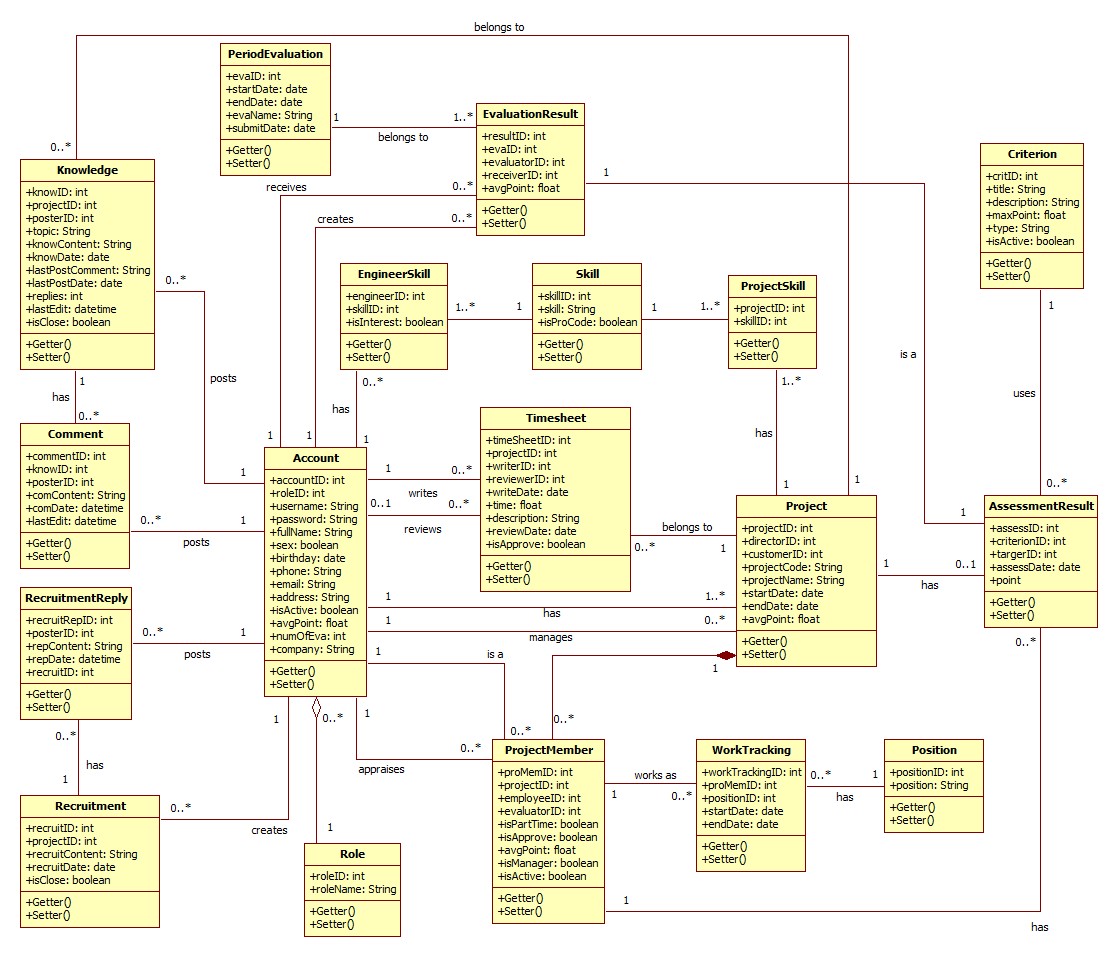 belongs to
PeriodEvaluation
+evaID: int
+startDate: date
+endDate: date
+evaName: String
+submitDate: date
+Getter()
+Setter()
1
1..*
belongs to
EvaluationResult
+resultID: int
+evaID: int
+evaluatorID: int
+receiverID: int
+avgPoint: float
+Getter()
+Setter()
receives
0..*
creates
0..*
1
Criterion
+critID: int
+title: String
+description: String
+maxPoint: float
+type: String
+isActive: boolean
+Getter()
+Setter()
0..*
Knowledge
+knowID: int
+projectID: int
+posterID: int
+topic: String
+knowContent: String
+knowDate: date
+lastPostComment: String
+lastPostDate: date
+replies: int
+lastEdit: datetime
+isClose: boolean
+Getter()
+Setter()
0..*
posts
1
EngineerSkill
+engineerID: int
+skillID: int
+isInterest: boolean
+Getter()
+Setter()
1..*
1
Skill
+skillID: int
+skill: String
+isProCode: boolean
+Getter()
+Setter()
1
1..*
ProjectSkill
+projectID: int
+skillID: int
+Getter()
+Setter()
1
is a
uses
1
has
0..*
0..*
has
1
1
1
1..*
has
1
1
0..*
1
Comment
+commentID: int
+knowID: int
+posterID: int
+comContent: String
+comDate: datetime
+lastEdit: datetime
+Getter()
+Setter()
0..*
1
posts
Account
+accountID: int
+roleID: int
+username: String
+password: String
+fullName: String
+sex: boolean
+birthday: date
+phone: String
+email: String
+address: String
+isActive: boolean
+avgPoint: float
+numOfEva: int
+company: String
+Getter()
+Setter()
1
0..*
writes
0..1
0..*
reviews
Timesheet
+timeSheetID: int
+projectID: int
+writerID: int
+reviewerID: int
+writeDate: date
+time: float
+description: String
+reviewDate: date
+isApprove: boolean
+Getter()
+Setter()
belongs to
0..*
1
Project
+projectID: int
+directorID: int
+customerID: int
+projectCode: String
+projectName: String
+startDate: date
+endDate: date
+avgPoint: float
+Getter()
+Setter()
1
0..1
has
AssessmentResult
+assessID: int
+criterionID: int
+targerID: int
+assessDate: date
+point
+Getter()
+Setter()
0..*
RecruitmentReply
+recruitRepID: int
+posterID: int
+repContent: String
+repDate: datetime
+recruitID: int
+Getter()
+Setter()
0..*
1
posts
1
1..*
has
1
0..*
manages
1
is a
1
0..*
0..*
0..*
has
1
1
0..*
1
0..*
appraises
Recruitment
+recruitID: int
+projectID: int
+recruitContent: String
+recruitDate: date
+isClose: boolean
+Getter()
+Setter()
0..*
creates
1
Role
+roleID: int
+roleName: String
+Getter()
+Setter()
ProjectMember
+proMemID: int
+projectID: int
+employeeID: int
+evaluatorID: int
+isPartTime: boolean
+isApprove: boolean
+avgPoint: float
+isManager: boolean
+isActive: boolean
+Getter()
+Setter()
works as
1
0..*
WorkTracking
+workTrackingID: int
+proMemID: int
+positionID: int
+startDate: date
+endDate: date
+Getter()
+Setter()
0..*
1
has
Position
+positionID: int
+position: String
+Getter()
+Setter()
1
has